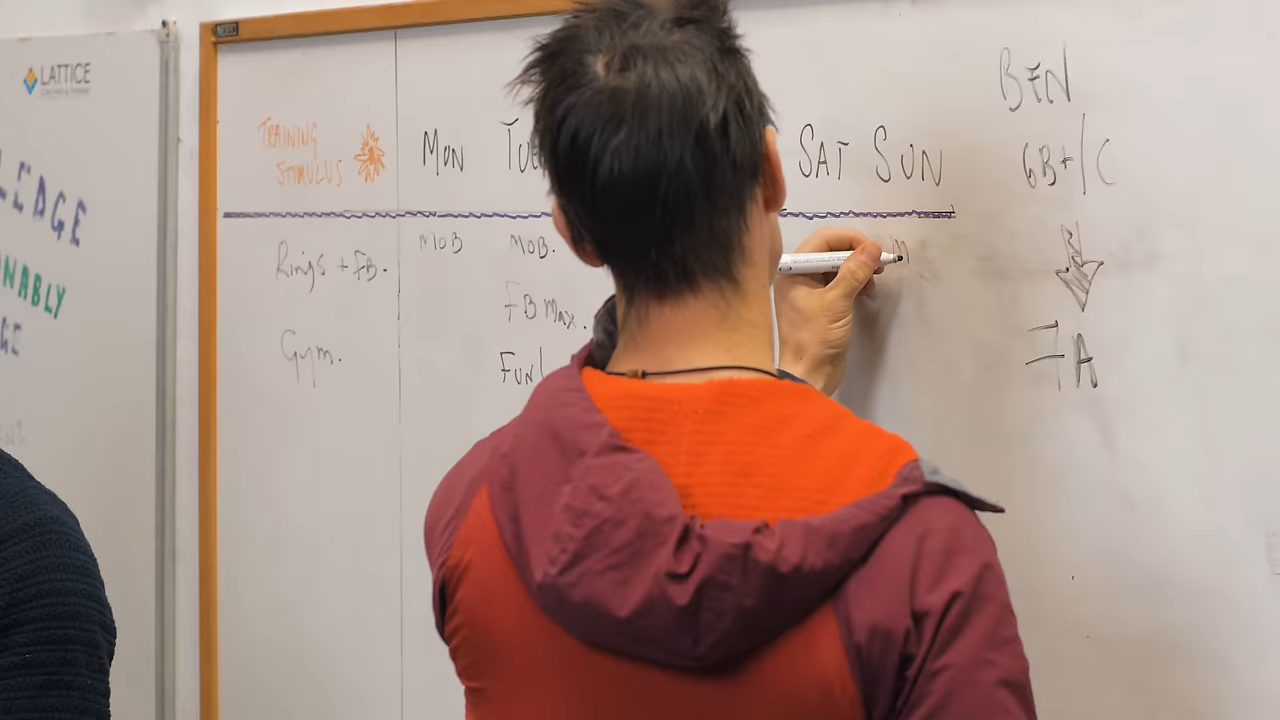 LATTICE
LEDGE
NABLY
GE
TRAINING
STIMULUS
MON TUE SAT SUN
Rings + FB.
Gym.
MOB MOB.
FB Max.
FUN!
M
BEN
6B+/C
7A